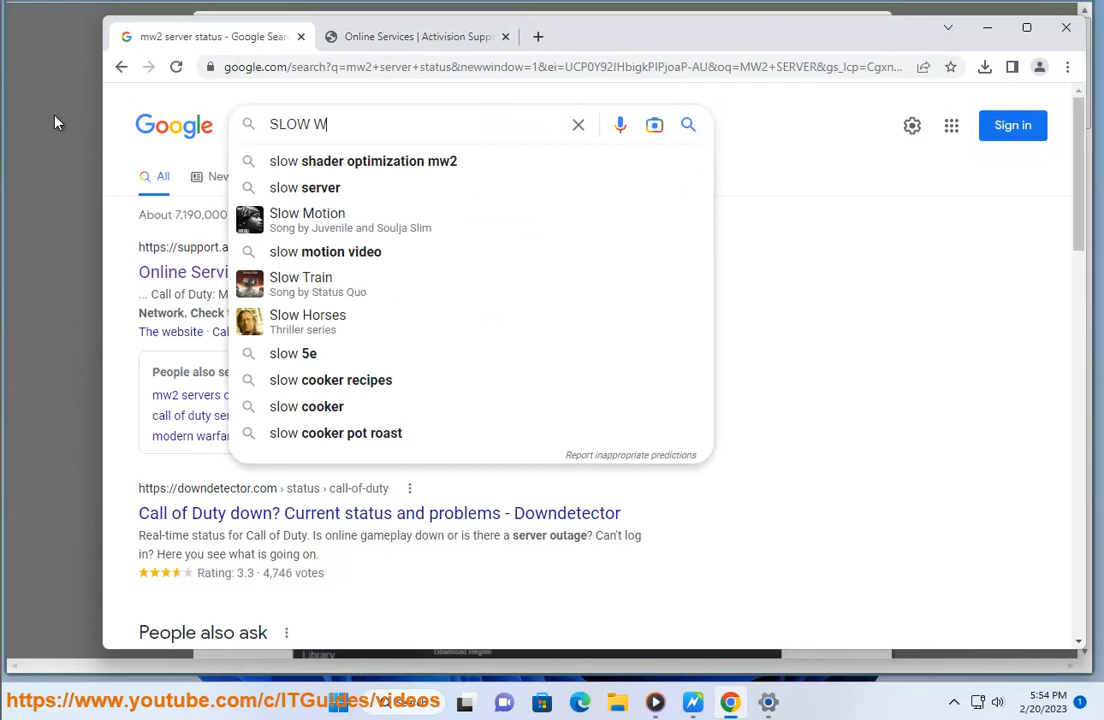 mw2 server status - Google Sear
Online Services | Activision Suppo
google.com/search?q=mw2+server+status&newwindow=1&ei=UCP0Y92IHbigkPIPjoaP-AU&oq=MW2+SERVER&gs_lcp=Cgxn...
Google
SLOW W
Sign in
slow shader optimization mw2
slow server
Slow Motion
Song by Juvenile and Soulja Slim
slow motion video
Slow Train
Song by Status Quo
Slow Horses
Thriller series
slow 5e
slow cooker recipes
slow cooker
slow cooker pot roast
Report inappropriate predictions
All
New
About 7,190,000
https://support.a
Online Servi
... Call of Duty: M
Network. Check
The website · Cal
People also se
mw2 servers d
call of duty ser
modern warfa
https://downdetector.com › status › call-of-duty
Call of Duty down? Current status and problems - Downdetector
Real-time status for Call of Duty. Is online gameplay down or is there a server outage? Can't log
in? Here you see what is going on.
Rating: 3.3 · 4,746 votes
People also ask
Library
Download Region
https://www.youtube.com/c/ITGuides/videos
Search
5:54 PM
2/20/2023
1